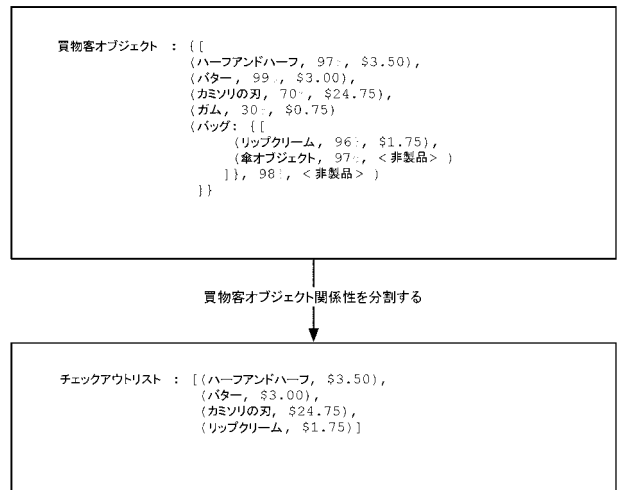 買物客オブジェクト : {[
(ハーフアンドハーフ, 97%, $3.50),
(バター, 99%, $3.00),
(カミソリの刃, 70%, $24.75),
(ガム, 30%, $0.75)
(バッグ: {[
(リップクリーム, 96%, $1.75),
(傘オブジェクト, 97%, <非製品> )
]}, 98%, <非製品> )
}}
買物客オブジェクト関係性を分割する
チェックアウトリスト : [(ハーフアンドハーフ, $3.50),
(バター, $3.00),
(カミソリの刃, $24.75),
(リップクリーム, $1.75)]